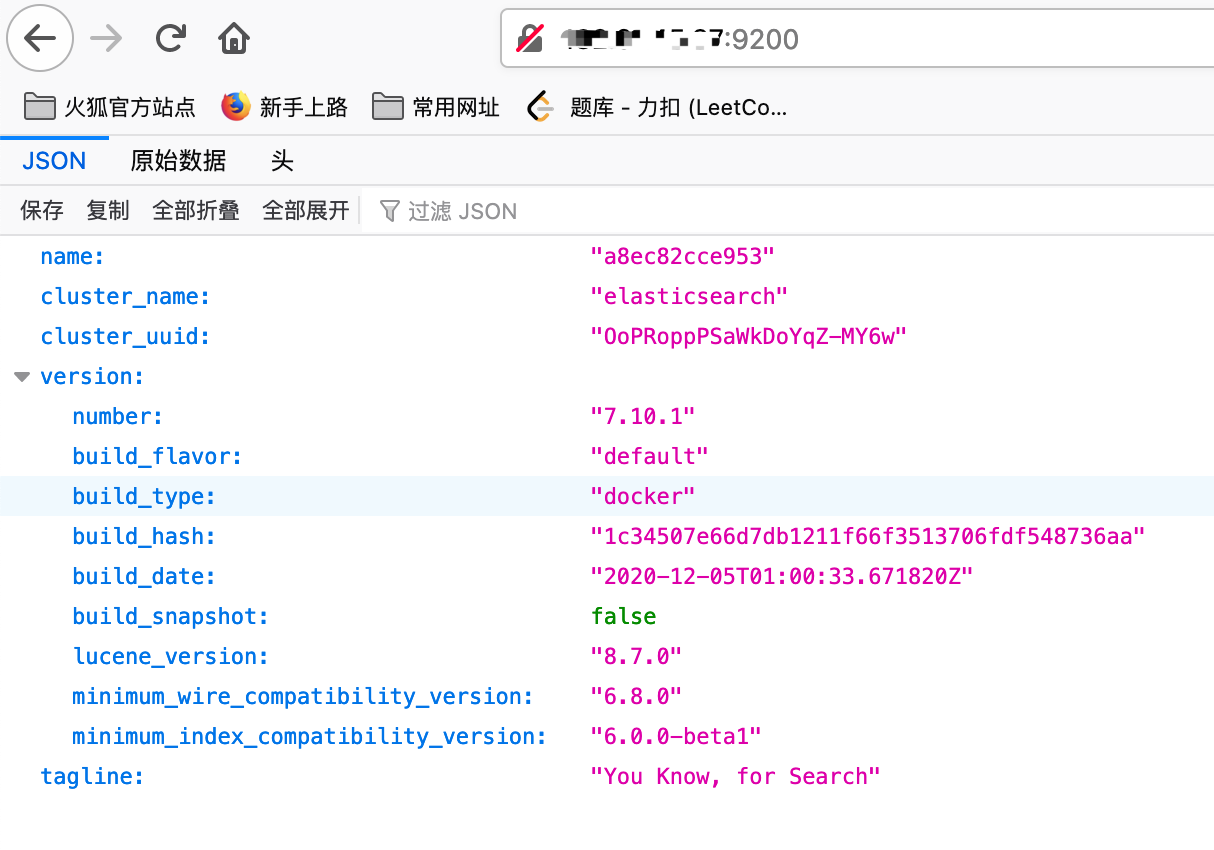 :9200
火狐官方站点 新手上路 常用网址 题库 - 力扣 (LeetCo...
JSON 原始数据 头
保存 复制 全部折叠 全部展开 过滤 JSON
name: "a8ec82cce953"
cluster_name: "elasticsearch"
cluster_uuid: "OoPRoppPSaWkDoYqZ-MY6w"
version:
number: "7.10.1"
build_flavor: "default"
build_type: "docker"
build_hash: "1c34507e66d7db1211f66f3513706fdf548736aa"
build_date: "2020-12-05T01:00:33.671820Z"
build_snapshot: false
lucene_version: "8.7.0"
minimum_wire_compatibility_version: "6.8.0"
minimum_index_compatibility_version: "6.0.0-beta1"
tagline: "You Know, for Search"